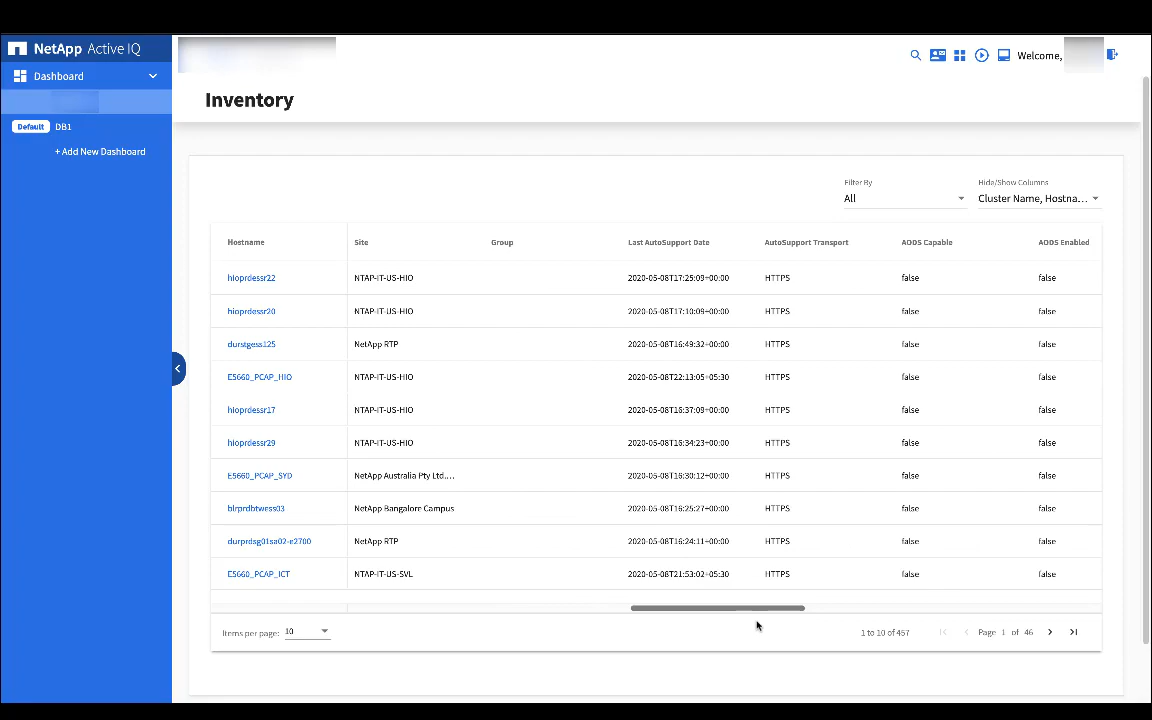 NetApp Active IQ
Welcome,
Dashboard
Default DB1
+ Add New Dashboard
Inventory
Filter By
All
Hide/Show Columns
Cluster Name, Hostna...
Hostname Site Group Last AutoSupport Date AutoSupport Transport AODS Capable AODS Enabled
hioprdessr22 NTAP-IT-US-HIO 2020-05-08T17:25:09+00:00 HTTPS false false
hioprdessr20 NTAP-IT-US-HIO 2020-05-08T17:10:09+00:00 HTTPS false false
durstgess125 NetApp RTP 2020-05-08T16:49:32+00:00 HTTPS false false
E5660_PCAP_HIO NTAP-IT-US-HIO 2020-05-08T22:13:05+05:30 HTTPS false false
hioprdessr17 NTAP-IT-US-HIO 2020-05-08T16:37:09+00:00 HTTPS false false
hioprdessr29 NTAP-IT-US-HIO 2020-05-08T16:34:23+00:00 HTTPS false false
E5660_PCAP_SYD NetApp Australia Pty Ltd.... 2020-05-08T16:30:12+00:00 HTTPS false false
blrprdbtwess03 NetApp Bangalore Campus 2020-05-08T16:25:27+00:00 HTTPS false false
durprdsg01sa02-e2700 NetApp RTP 2020-05-08T16:24:11+00:00 HTTPS false false
E5660_PCAP_ICT NTAP-IT-US-SVL 2020-05-08T21:53:02+05:30 HTTPS false false
Items per page: 10 1 to 10 of 457 Page 1 of 46